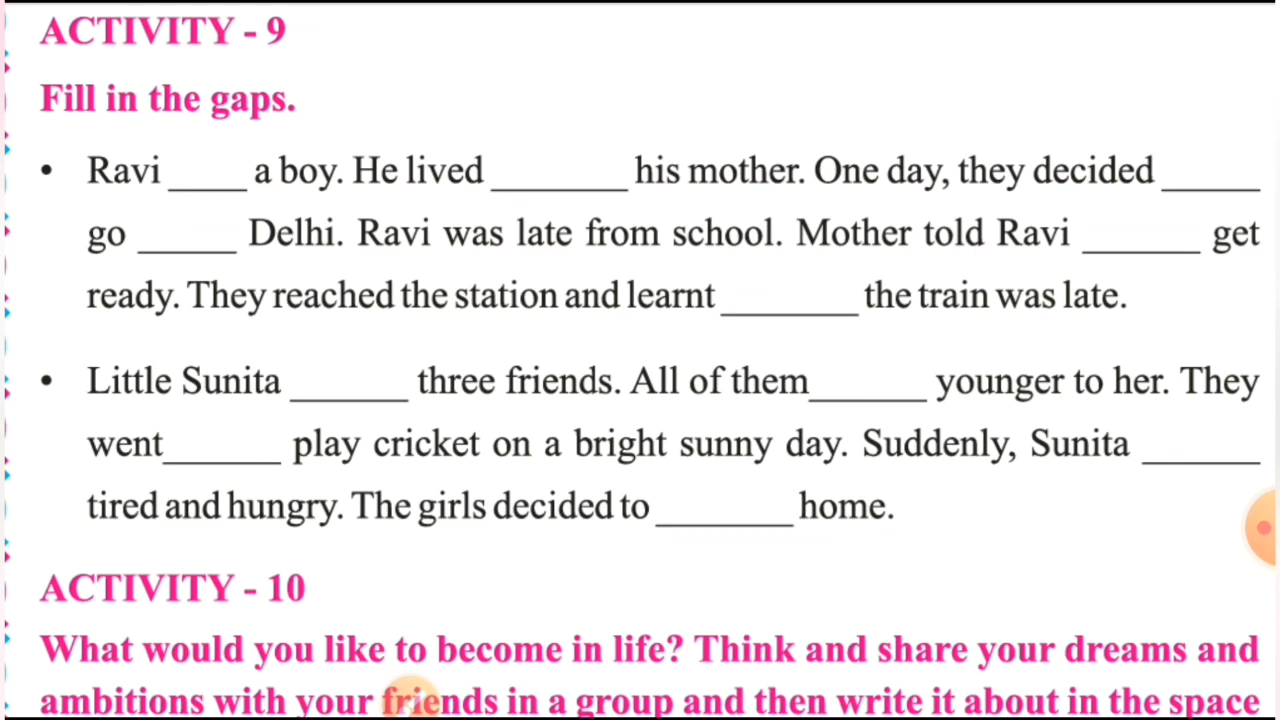 ACTIVITY - 9
Fill in the gaps.
• Ravi ____ a boy. He lived _______ his mother. One day, they decided _____
go _____ Delhi. Ravi was late from school. Mother told Ravi ______ get
ready. They reached the station and learnt _______ the train was late.
• Little Sunita ______ three friends. All of them______ younger to her. They
went______ play cricket on a bright sunny day. Suddenly, Sunita ______
tired and hungry. The girls decided to _______ home.
ACTIVITY - 10
What would you like to become in life? Think and share your dreams and
ambitions with your friends in a group and then write it about in the space